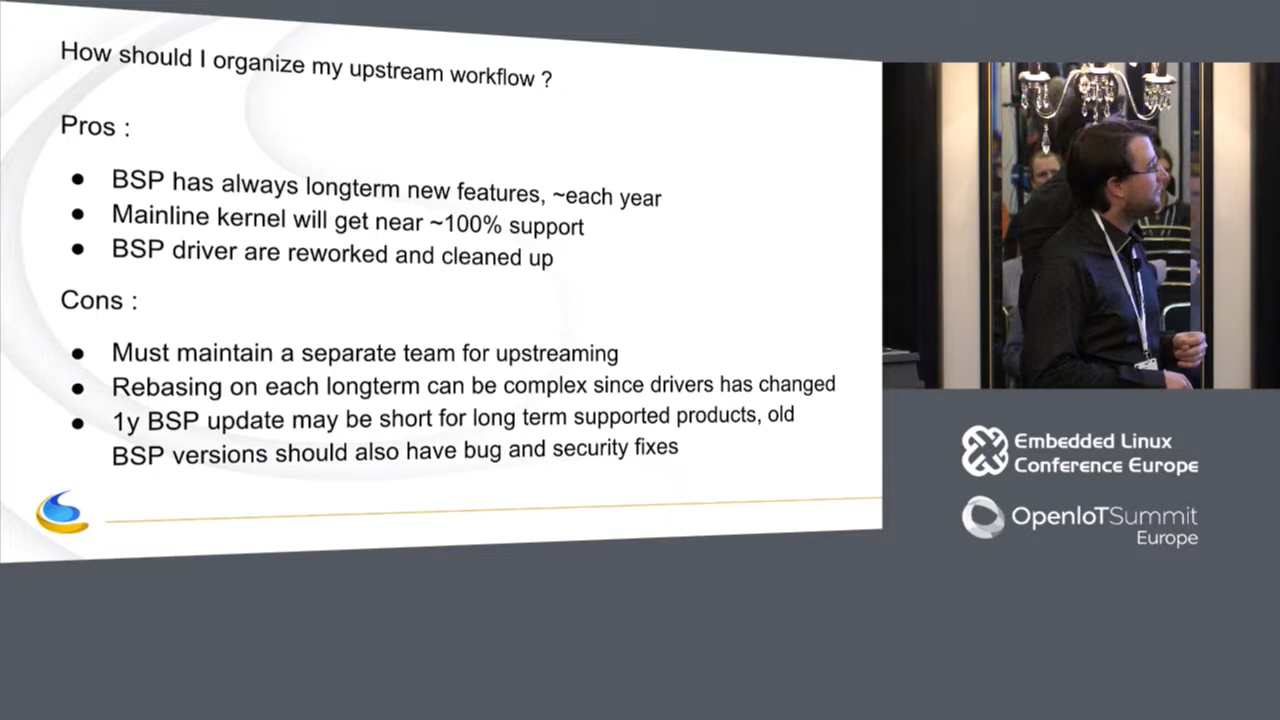 How should I organize my upstream workflow ?
Pros :
● BSP has always longterm new features, ~each year
● Mainline kernel will get near ~100% support
● BSP driver are reworked and cleaned up
Cons :
● Must maintain a separate team for upstreaming
● Rebasing on each longterm can be complex since drivers has changed
● 1y BSP update may be short for long term supported products, old
BSP versions should also have bug and security fixes
Embedded Linux
Conference Europe
OpenIoTSummit
Europe